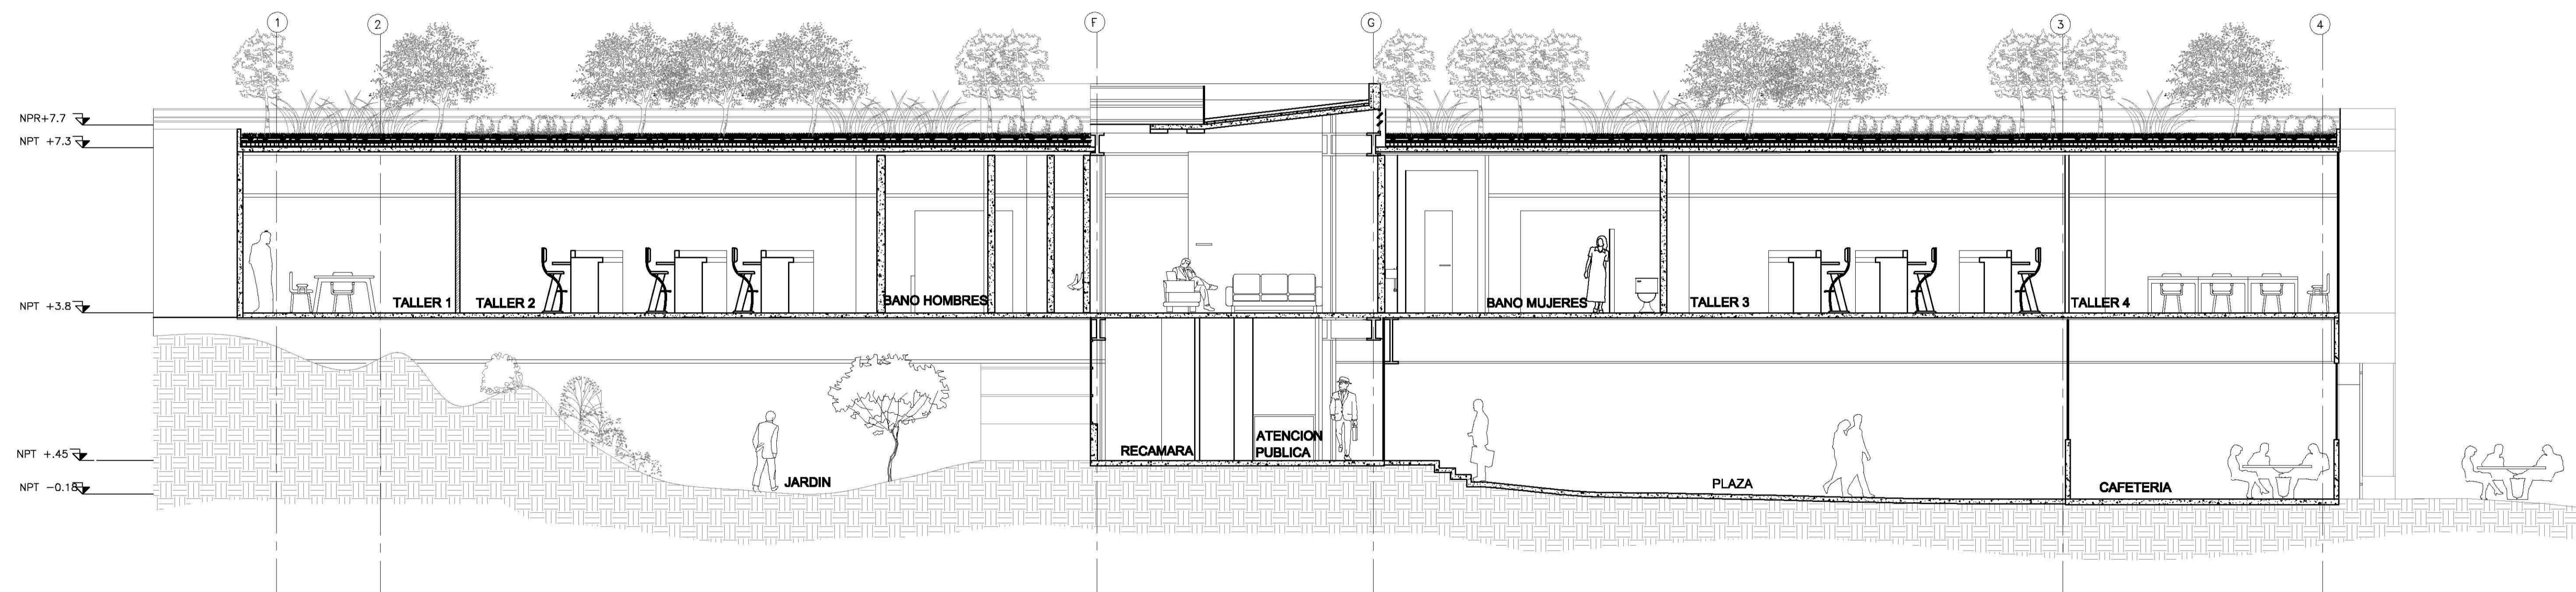 1
2
F
G
3
4
NPR+7.7
NPT +7.3
NPT +3.8
TALLER 1
TALLER 2
BANO HOMBRES
BANO MUJERES
TALLER 3
TALLER 4
NPT +.45
RECAMARA
ATENCION
PUBLICA
NPT -0.18
JARDIN
PLAZA
CAFETERIA